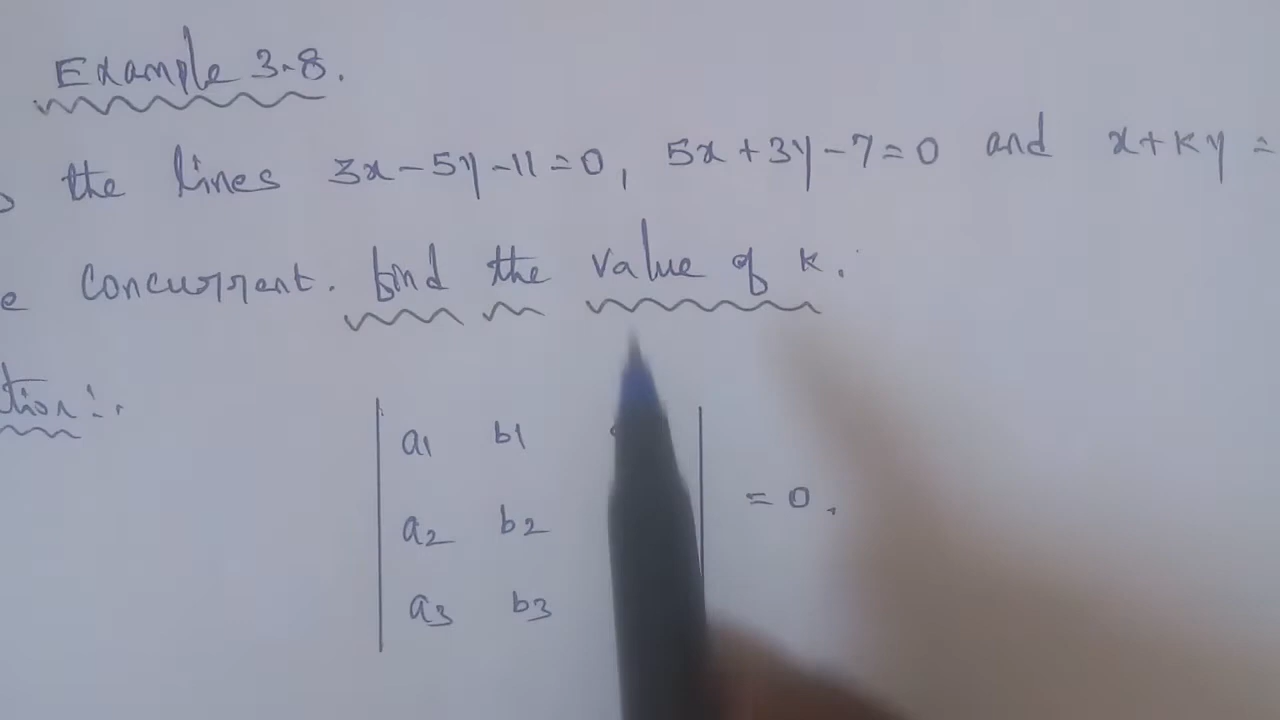 Example 3.8.
the lines 3x-5y-11=0, 5x+3y-7=0 and x+ky=
concurrent. find the value of k.
tion:.
a1 b1
= 0.
a2 b2
a3 b3